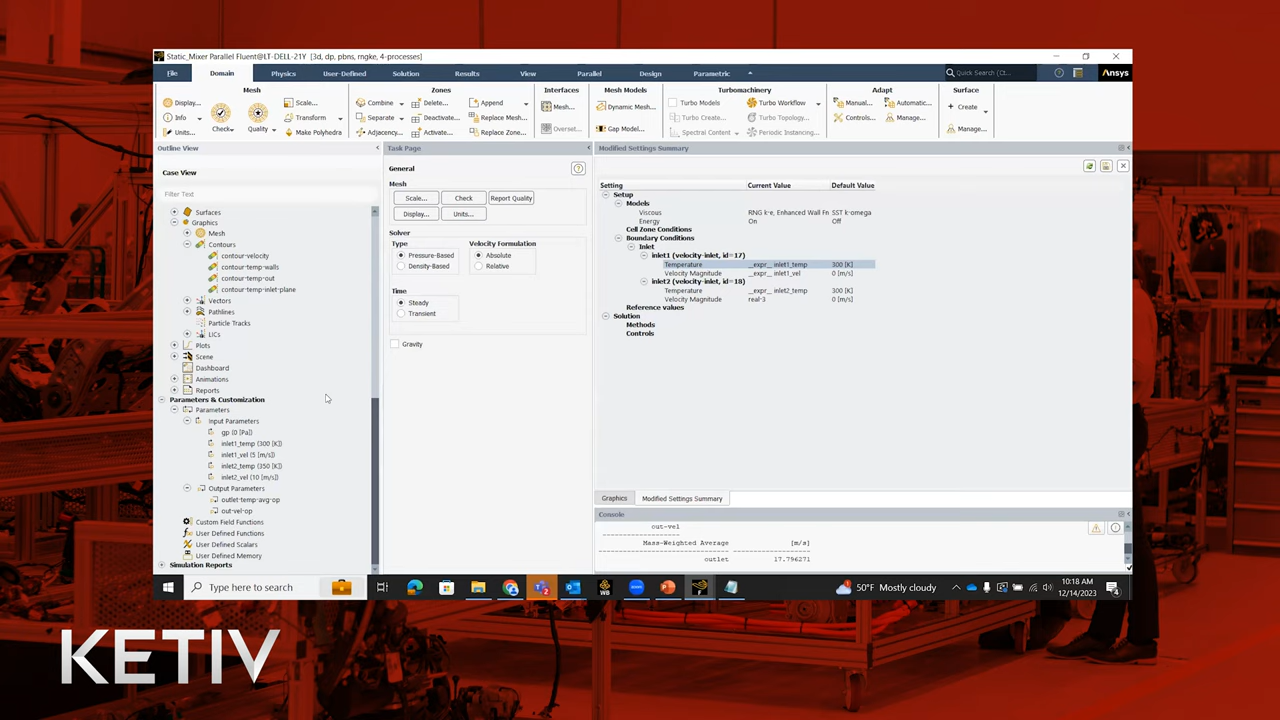 Static_Mixer Parallel Fluent@LT-DELL-21Y [3d, dp, pbns, rngke, 4-processes]
File Domain Physics User-Defined Solution Results View Parallel Design Parametric Quick Search (Ct... Ansys
Mesh Zones Interfaces Mesh Models Turbomachinery Adapt Surface
Display... Scale... Combine Delete... Append Mesh... Dynamic Mesh... Turbo Models Turbo Workflow Manual... Automatic... Create
Info Transform Separate Deactivate... Replace Mesh... Turbo Create... Turbo Topology... Controls... Manage...
Units... Check Quality Make Polyhedra Adjacency... Activate... Replace Zone... Overset... Gap Model... Spectral Content Periodic Instancing... Manage...
Outline View Task Page Modified Settings Summary
Case View
Filter Text
Surfaces
Graphics
Mesh
Contours
contour-velocity
contour-temp-walls
contour-temp-out
contour-temp-inlet-plane
Vectors
Pathlines
Particle Tracks
LICs
Plots
Scene
Dashboard
Animations
Reports
Parameters & Customization
Parameters
Input Parameters
gp (0 [Pa])
inlet1_temp (300 [K])
inlet1_vel (5 [m/s])
inlet2_temp (350 [K])
inlet2_vel (10 [m/s])
Output Parameters
outlet-temp-avg-op
out-vel-op
Custom Field Functions
User Defined Functions
User Defined Scalars
User Defined Memory
Simulation Reports
General ?
Mesh
Scale... Check Report Quality
Display... Units...
Solver
Type Velocity Formulation
Pressure-Based Absolute
Density-Based Relative
Time
Steady
Transient
Gravity
Setting Current Value Default Value
Setup
Models
Viscous RNG k-e, Enhanced Wall Fn SST k-omega
Energy On Off
Cell Zone Conditions
Boundary Conditions
Inlet
inlet1 (velocity-inlet, id=17)
Temperature __expr__ inlet1_temp 300 [K]
Velocity Magnitude __expr__ inlet1_vel 0 [m/s]
inlet2 (velocity-inlet, id=18)
Temperature __expr__ inlet2_temp 300 [K]
Velocity Magnitude real-3 0 [m/s]
Reference values
Solution
Methods
Controls
Graphics Modified Settings Summary
Console
out-vel
Mass-Weighted Average [m/s]
-------------------------------- --------------------
outlet 17.796271
Type here to search WB 50°F Mostly cloudy 10:18 AM
12/14/2023 4
KETIV